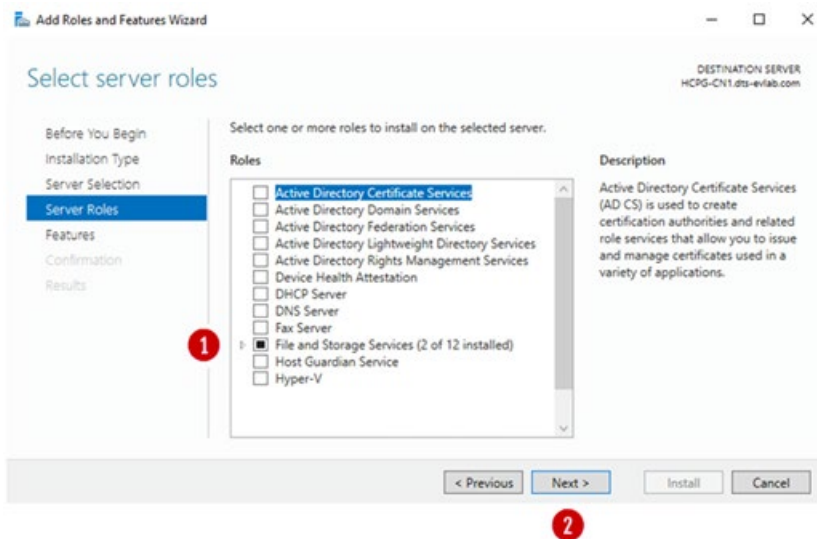 Add Roles and Features Wizard
Select server roles
DESTINATION SERVER
HCPG-CN1.dts-evlab.com
Before You Begin
Installation Type
Server Selection
Server Roles
Features
Confirmation
Results
Select one or more roles to install on the selected server.
Roles
Active Directory Certificate Services
Active Directory Domain Services
Active Directory Federation Services
Active Directory Lightweight Directory Services
Active Directory Rights Management Services
Device Health Attestation
DHCP Server
DNS Server
Fax Server
1
File and Storage Services (2 of 12 installed)
Host Guardian Service
Hyper-V
Description
Active Directory Certificate Services
(AD CS) is used to create
certification authorities and related
role services that allow you to issue
and manage certificates used in a
variety of applications.
< Previous
Next >
Install
Cancel
2